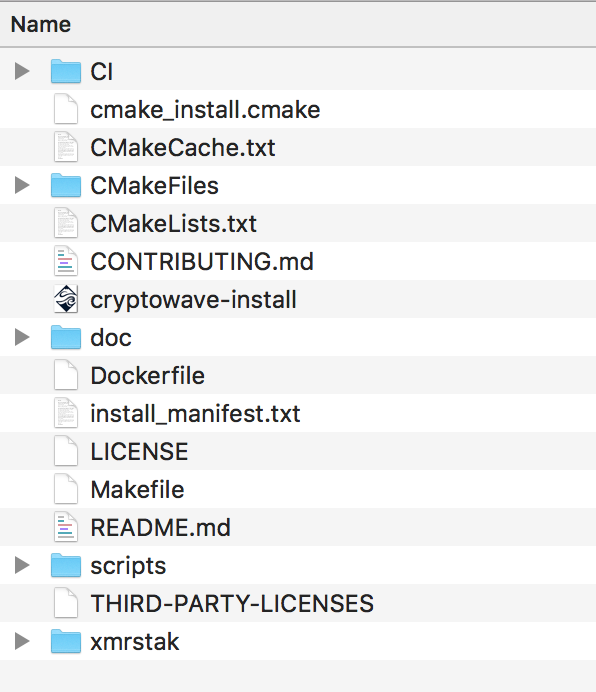 Name
CI
cmake_install.cmake
CMakeCache.txt
CMakeFiles
CMakeLists.txt
CONTRIBUTING.md
cryptowave-install
doc
Dockerfile
install_manifest.txt
LICENSE
Makefile
README.md
scripts
THIRD-PARTY-LICENSES
xmrstak